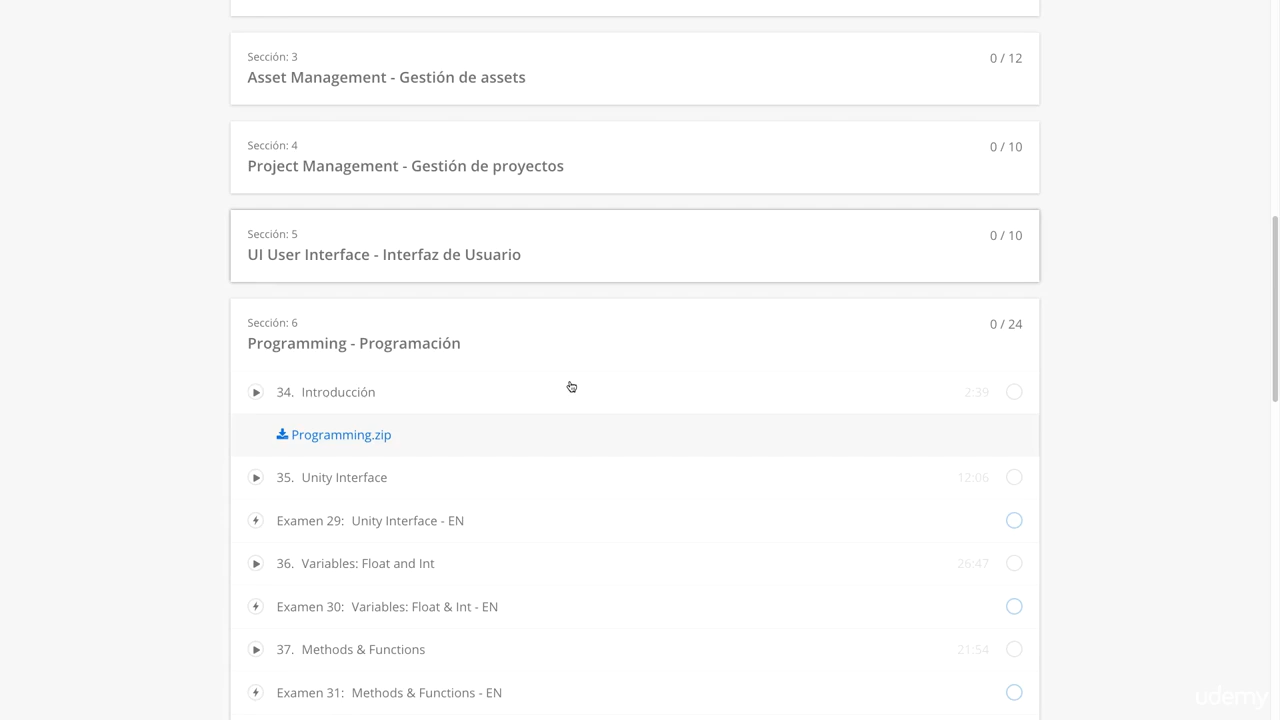 Sección: 3
0 / 12
Asset Management - Gestión de assets
Sección: 4
0 / 10
Project Management - Gestión de proyectos
Sección: 5
0 / 10
UI User Interface - Interfaz de Usuario
Sección: 6
0 / 24
Programming - Programación
34. Introducción 2:39
Programming.zip
35. Unity Interface 12:06
Examen 29: Unity Interface - EN
36. Variables: Float and Int 26:47
Examen 30: Variables: Float & Int - EN
37. Methods & Functions 21:54
Examen 31: Methods & Functions - EN
udemy